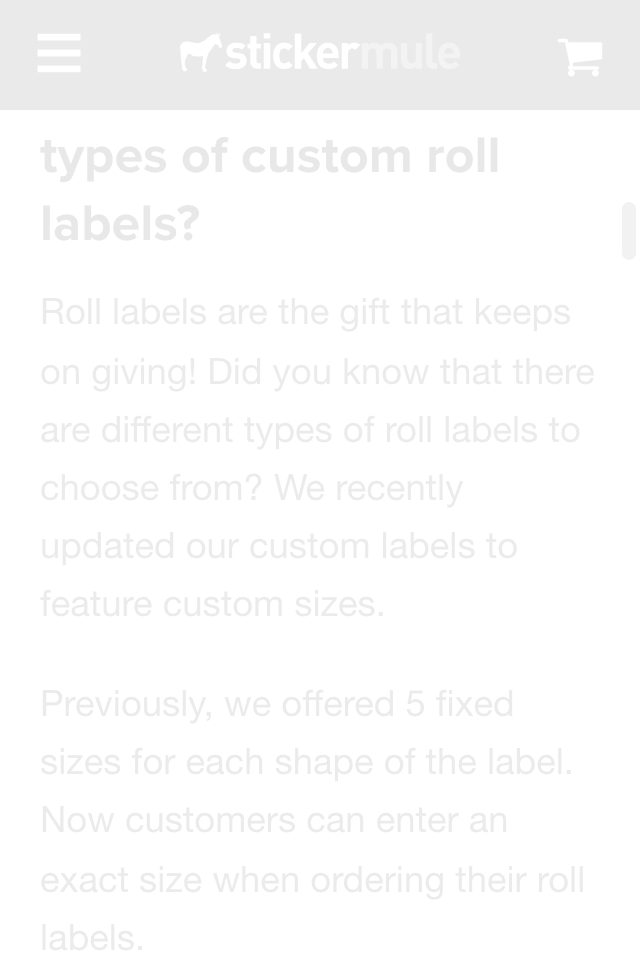 stickermule
types of custom roll
labels?
Roll labels are the gift that keeps
on giving! Did you know that there
are different types of roll labels to
choose from? We recently
updated our custom labels to
feature custom sizes.
Previously, we offered 5 fixed
sizes for each shape of the label.
Now customers can enter an
exact size when ordering their roll
labels.